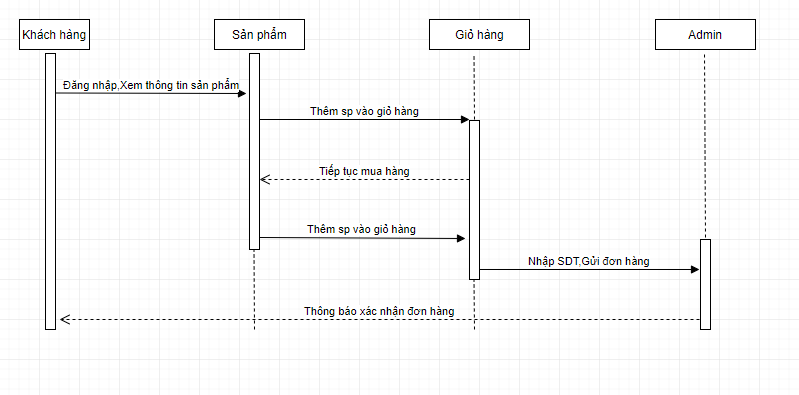 Khách hàng
Sản phẩm
Giỏ hàng
Admin
Đăng nhập,Xem thông tin sản phẩm
Thêm sp vào giỏ hàng
Tiếp tục mua hàng
Thêm sp vào giỏ hàng
Nhập SDT,Gửi đơn hàng
Thông báo xác nhận đơn hàng